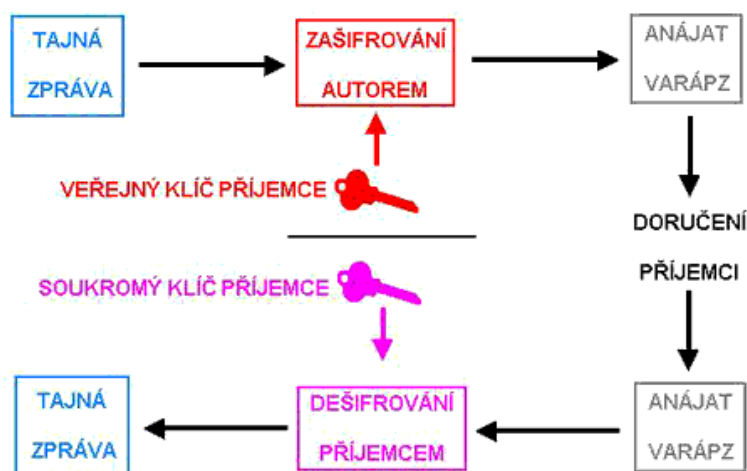 TAJNÁ
ZPRÁVA
ZAŠIFROVÁNÍ
AUTOREM
ANÁJAT
VARÁPZ
VEŘEJNÝ KLÍČ PŘÍJEMCE
DORUČENÍ
PŘÍJEMCI
SOUKROMÝ KLÍČ PŘÍJEMCE
TAJNÁ
ZPRÁVA
DEŠIFROVÁNÍ
PŘÍJEMCEM
ANÁJAT
VARÁPZ